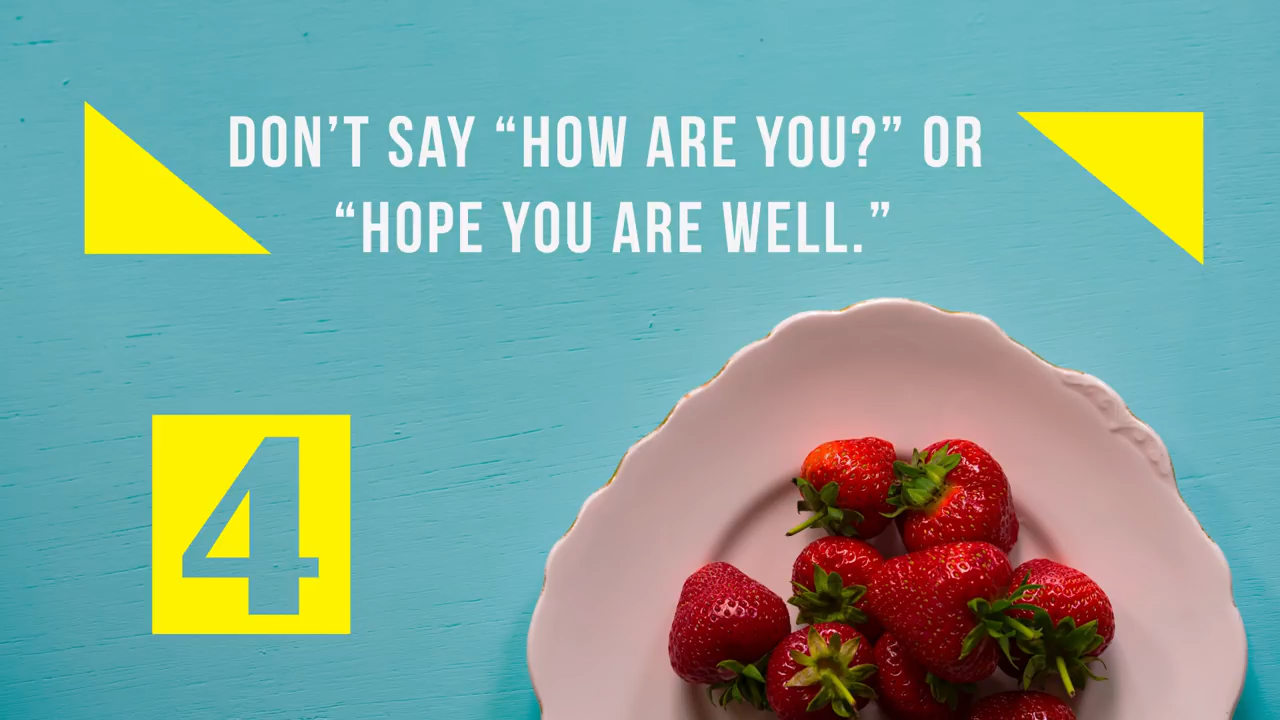 DON’T SAY “HOW ARE YOU?” OR
“HOPE YOU ARE WELL.”
4